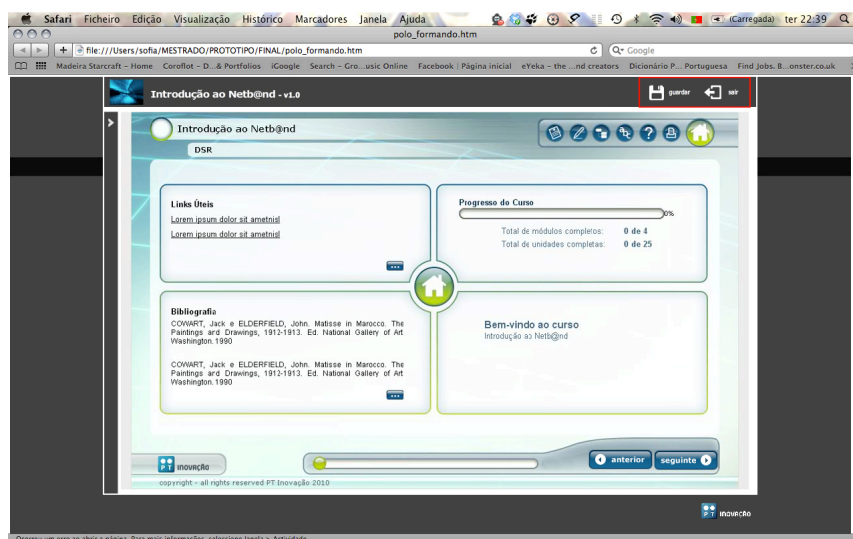 Safari Ficheiro Edição Visualização Histórico Marcadores Janela Ajuda (Carregada) ter 22:39
polo_formando.htm
file:///Users/sofia/MESTRADO/PROTOTIPO/FINAL/polo_formando.htm Google
Madeira Starcraft – Home Coroflot – D...& Portfolios iGoogle Search – Gro...usic Online Facebook | Página inicial eYeka – the ...nd creators Dicionário P... Portuguesa Find Jobs. B...onster.co.uk
Introdução ao Netb@nd - v1.0 guardar sair
Introdução ao Netb@nd
DSR
Links Úteis
Lorem ipsum dolor sit ametnisl
Lorem ipsum dolor sit ametnisl
Progresso do Curso
0%
Total de módulos completos: 0 de 4
Total de unidades completas: 0 de 25
Bibliografia
COWART, Jack e ELDERFIELD, John. Matisse in Marocco. The
Paintings and Drawings, 1912-1913. Ed. National Gallery of Art
Washington. 1990
COWART, Jack e ELDERFIELD, John. Matisse in Marocco. The
Paintings and Drawings, 1912-1913. Ed. National Gallery of Art
Washington. 1990
Bem-vindo ao curso
Introdução ao Netb@nd
PT inovação
anterior seguinte
copyright - all rights reserved PT Inovação 2010
PT inovação